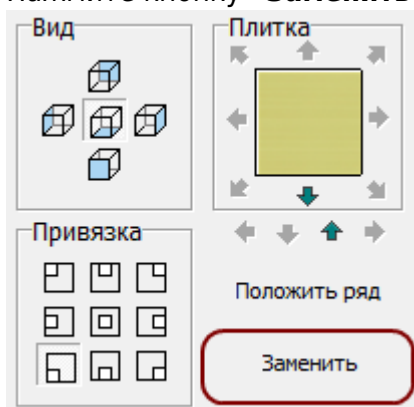 Вид
Плитка
Привязка
Положить ряд
Заменить